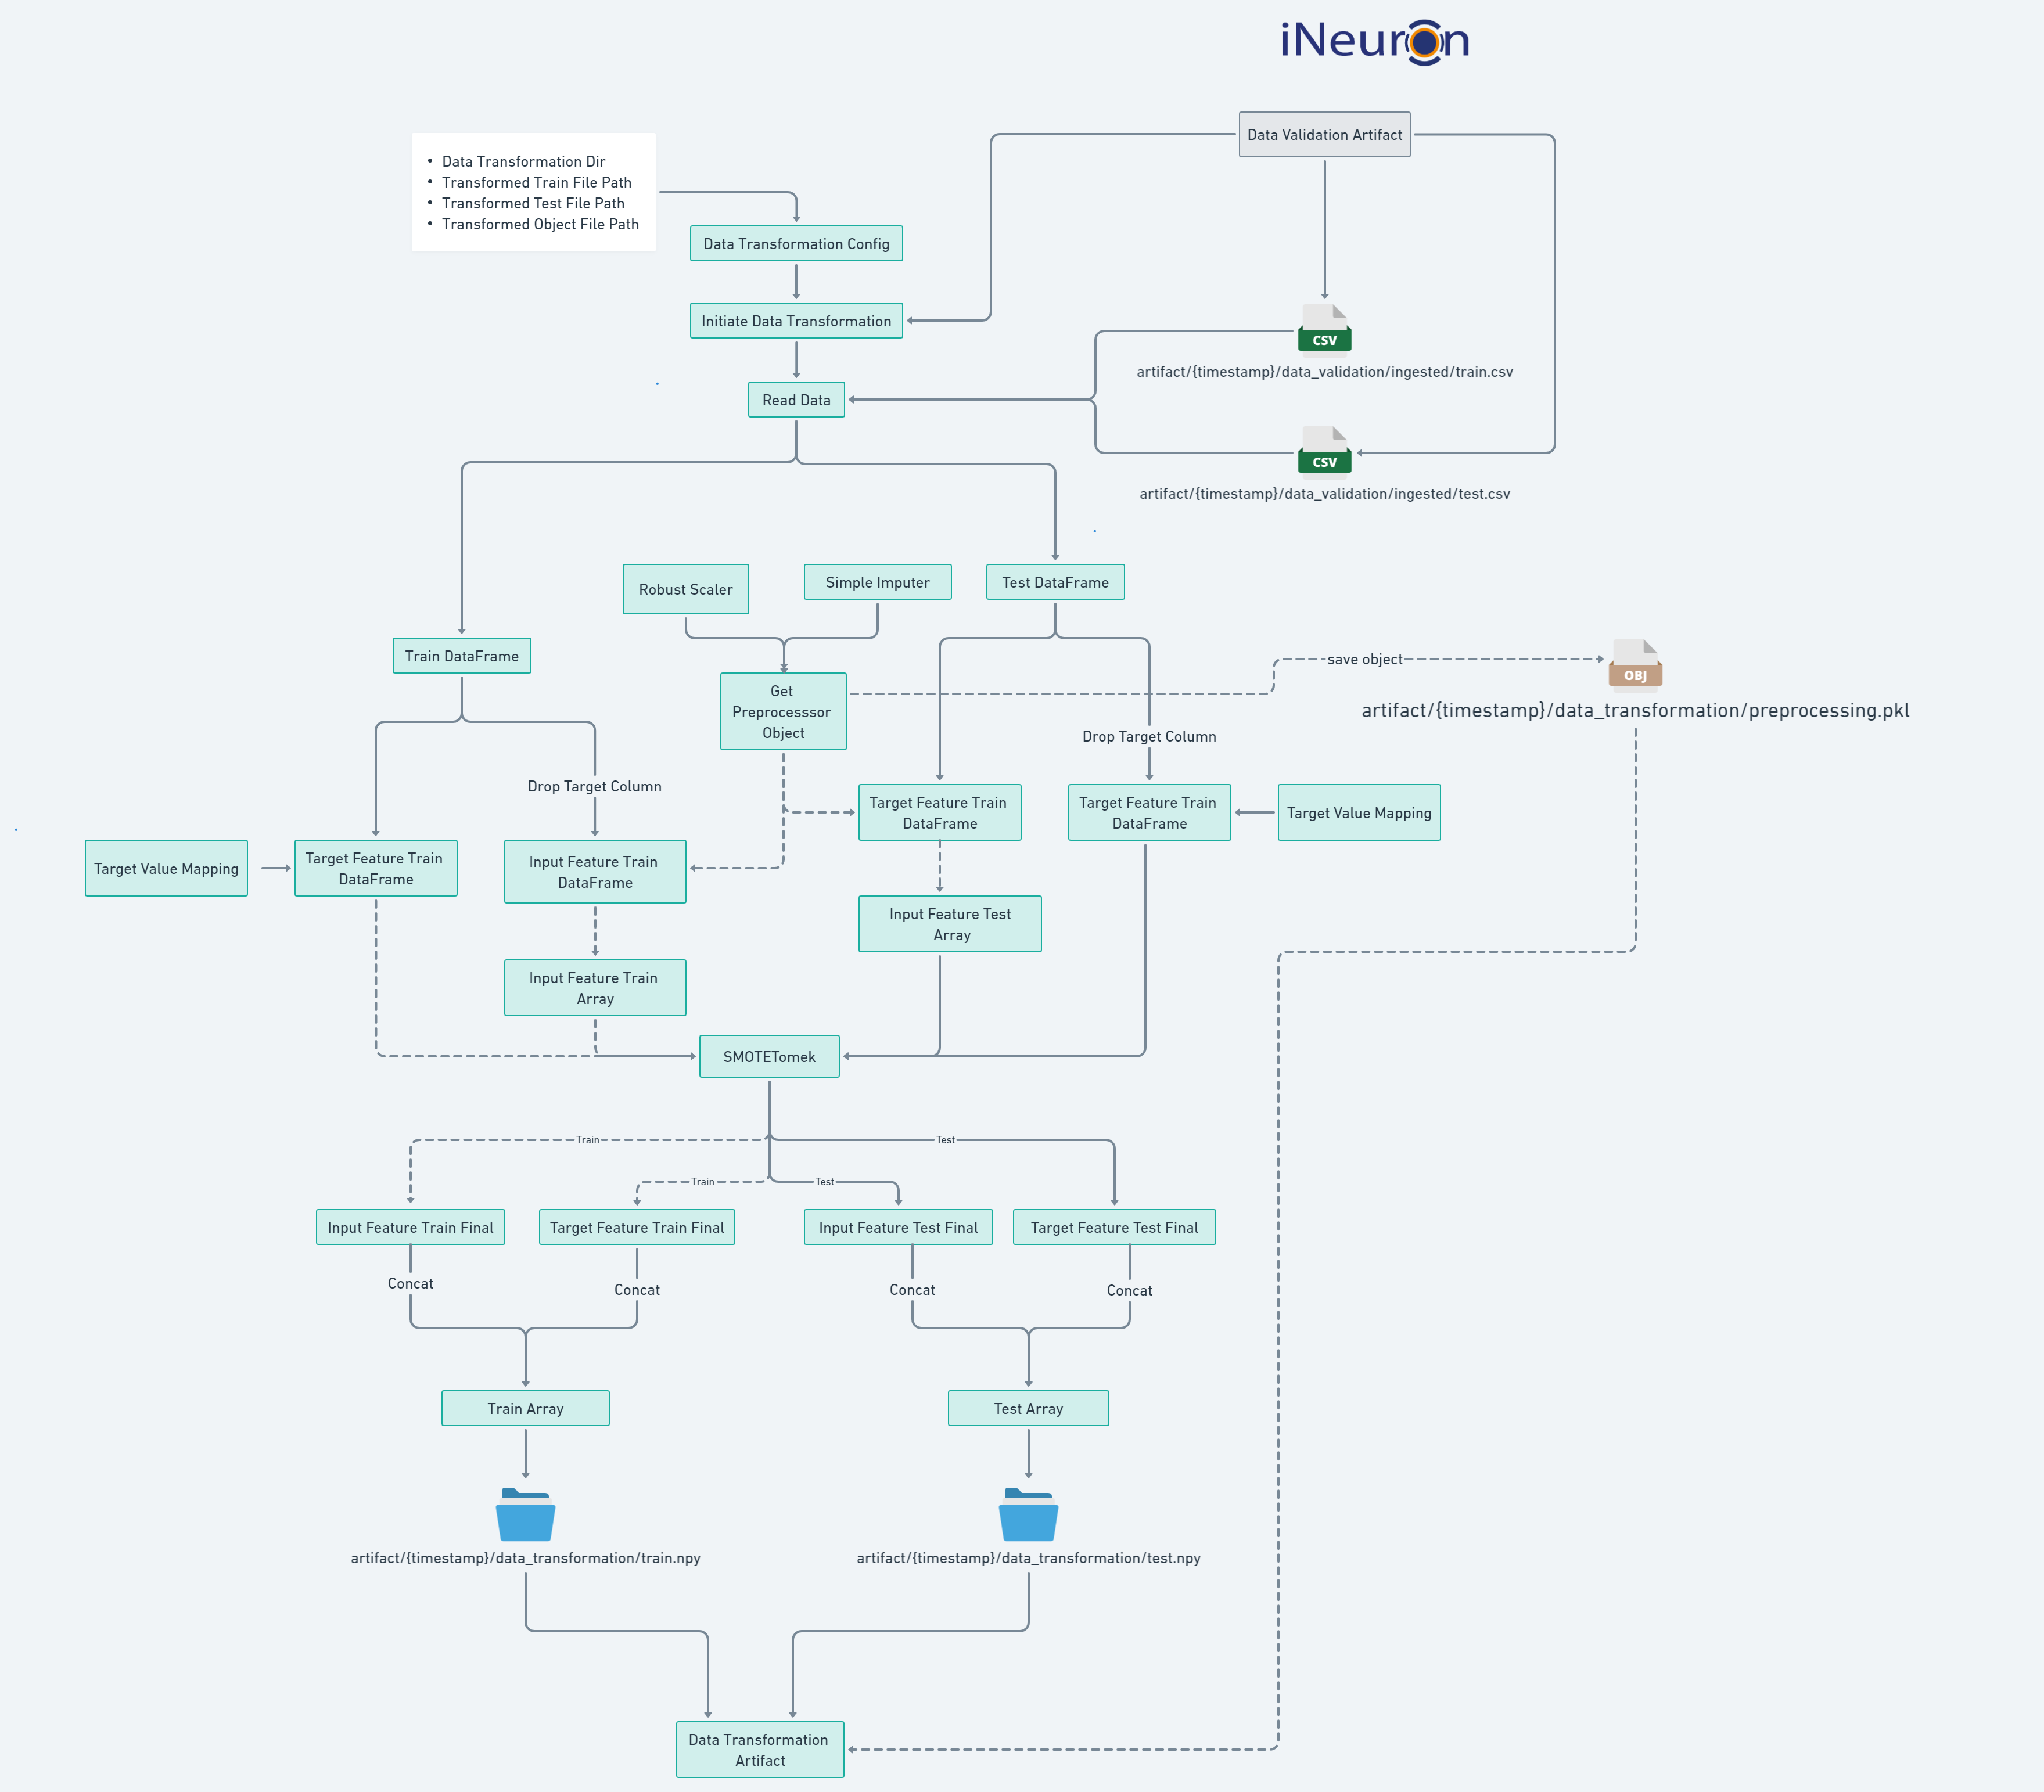 iNeuron
Data Validation Artifact
• Data Transformation Dir
• Transformed Train File Path
• Transformed Test File Path
• Transformed Object File Path
Data Transformation Config
Initiate Data Transformation
CSV
artifact/{timestamp}/data_validation/ingested/train.csv
Read Data
CSV
artifact/{timestamp}/data_validation/ingested/test.csv
Robust Scaler
Simple Imputer
Test DataFrame
Train DataFrame
save object
OBJ
artifact/{timestamp}/data_transformation/preprocessing.pkl
Get
Preprocesssor
Object
Drop Target Column
Drop Target Column
Target Feature Train
DataFrame
Target Feature Train
DataFrame
Target Value Mapping
Target Value Mapping
Target Feature Train
DataFrame
Input Feature Train
DataFrame
Input Feature Test
Array
Input Feature Train
Array
SMOTETomek
Train
Test
Train
Test
Input Feature Train Final
Target Feature Train Final
Input Feature Test Final
Target Feature Test Final
Concat
Concat
Concat
Concat
Train Array
Test Array
artifact/{timestamp}/data_transformation/train.npy
artifact/{timestamp}/data_transformation/test.npy
Data Transformation
Artifact